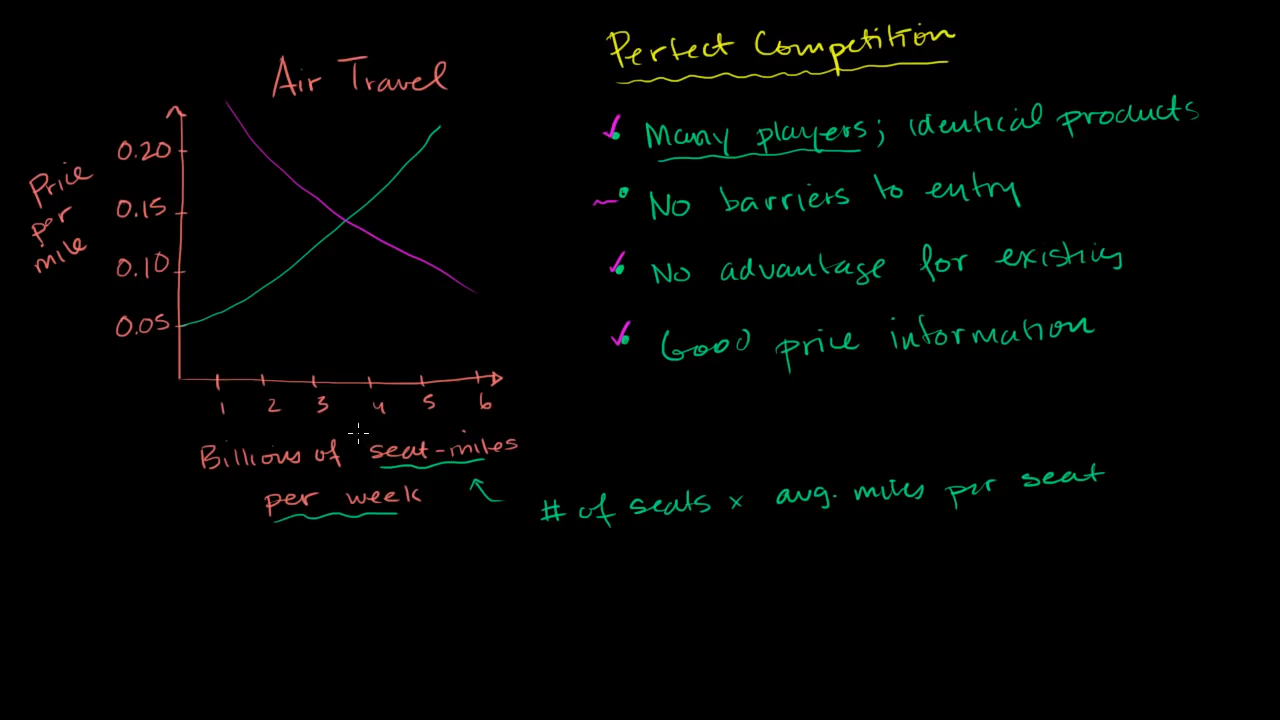 Perfect Competition
Air Travel
Many players; identical products
No barriers to entry
No advantage for existing
Good price information
Price
per
mile
0.20
0.15
0.10
0.05
1 2 3 4 5 6
Billions of seat-miles
per week
# of seats x avg. miles per seat